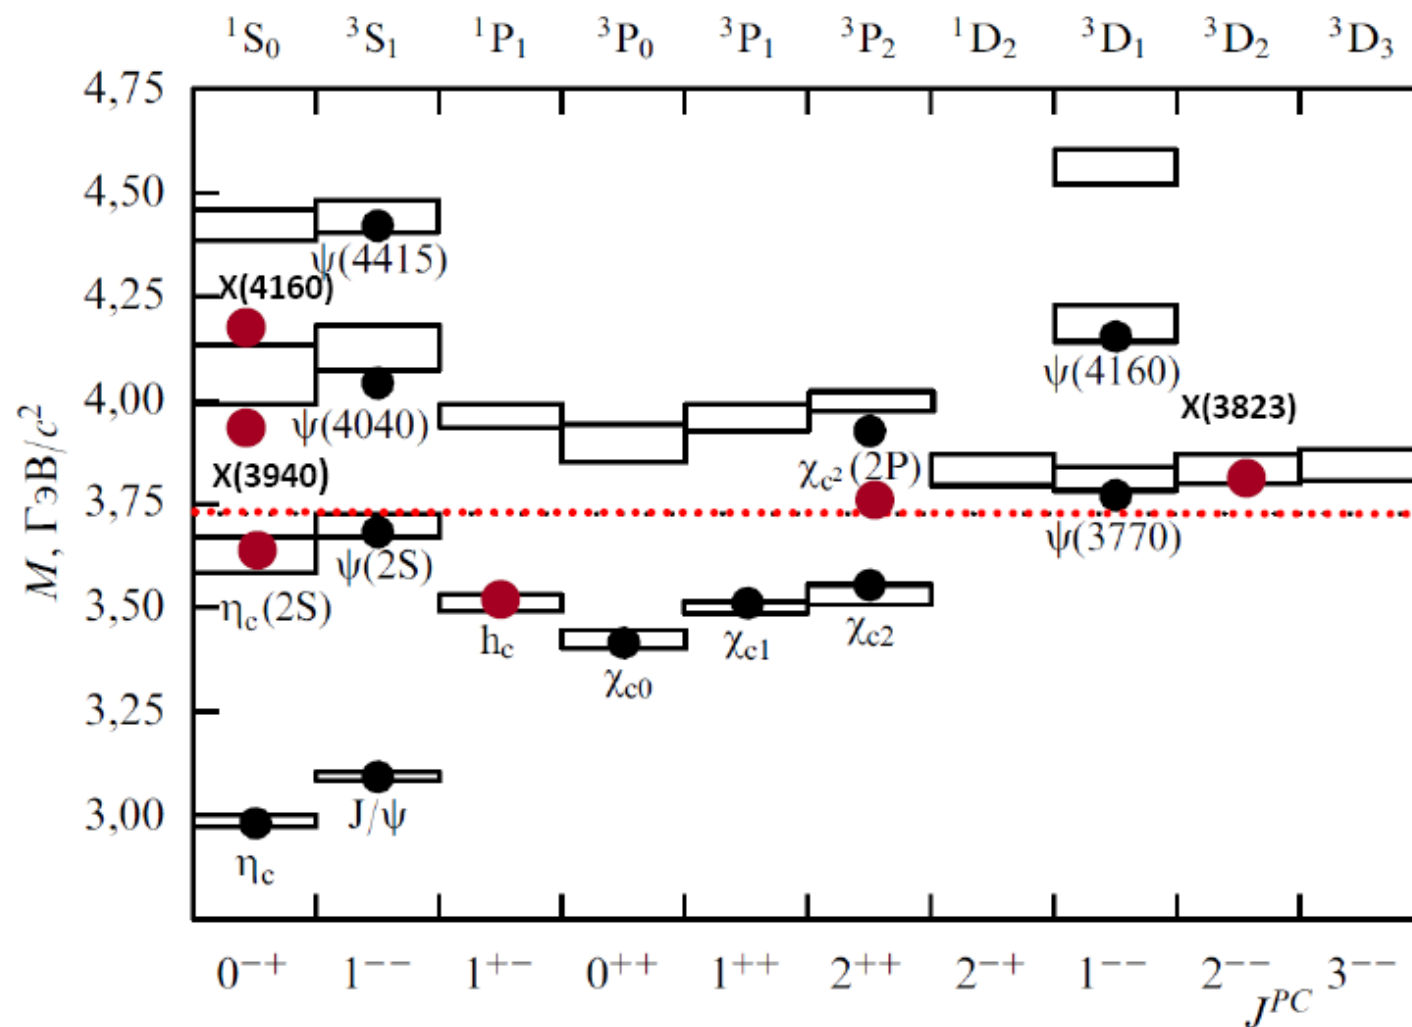 ¹S₀ ³S₁ ¹P₁ ³P₀ ³P₁ ³P₂ ¹D₂ ³D₁ ³D₂ ³D₃
4,75
4,50
ψ(4415)
X(4160)
4,25
ψ(4160)
4,00
ψ(4040)
X(3823)
X(3940)
χc²(2P)
3,75
ψ(3770)
ψ(2S)
ηc(2S)
3,50
hc
χc0
χc1
χc2
3,25
J/ψ
3,00
ηc
M, ГэВ/c²
0⁻⁺ 1⁻⁻ 1⁺⁻ 0⁺⁺ 1⁺⁺ 2⁺⁺ 2⁻⁺ 1⁻⁻ 2⁻⁻ 3⁻⁻
Jᴾꟲ